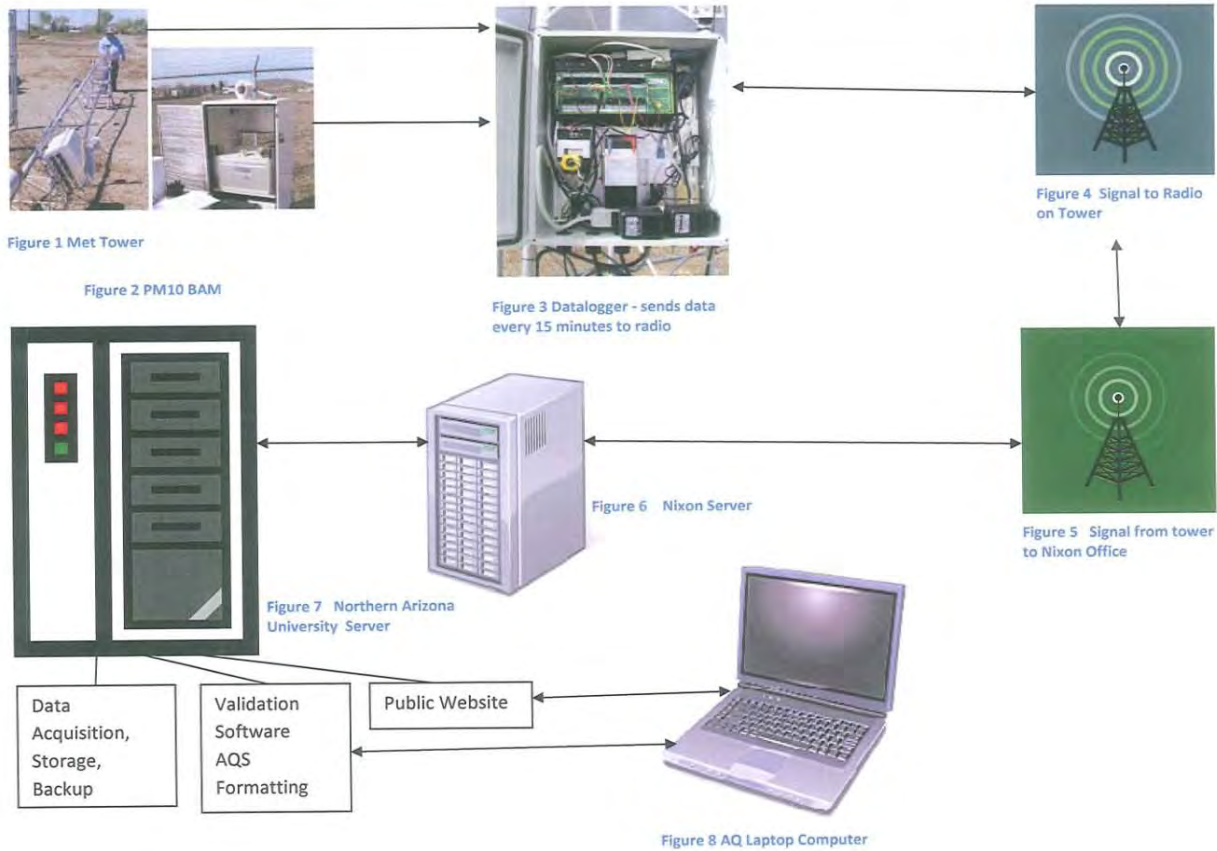 Figure 1 Met Tower
Figure 2 PM10 BAM
Figure 3 Datalogger - sends data
every 15 minutes to radio
Figure 4 Signal to Radio
on Tower
Figure 5 Signal from tower
to Nixon Office
Figure 6 Nixon Server
Figure 7 Northern Arizona
University Server
Data
Acquisition,
Storage,
Backup
Validation
Software
AQS
Formatting
Public Website
Figure 8 AQ Laptop Computer